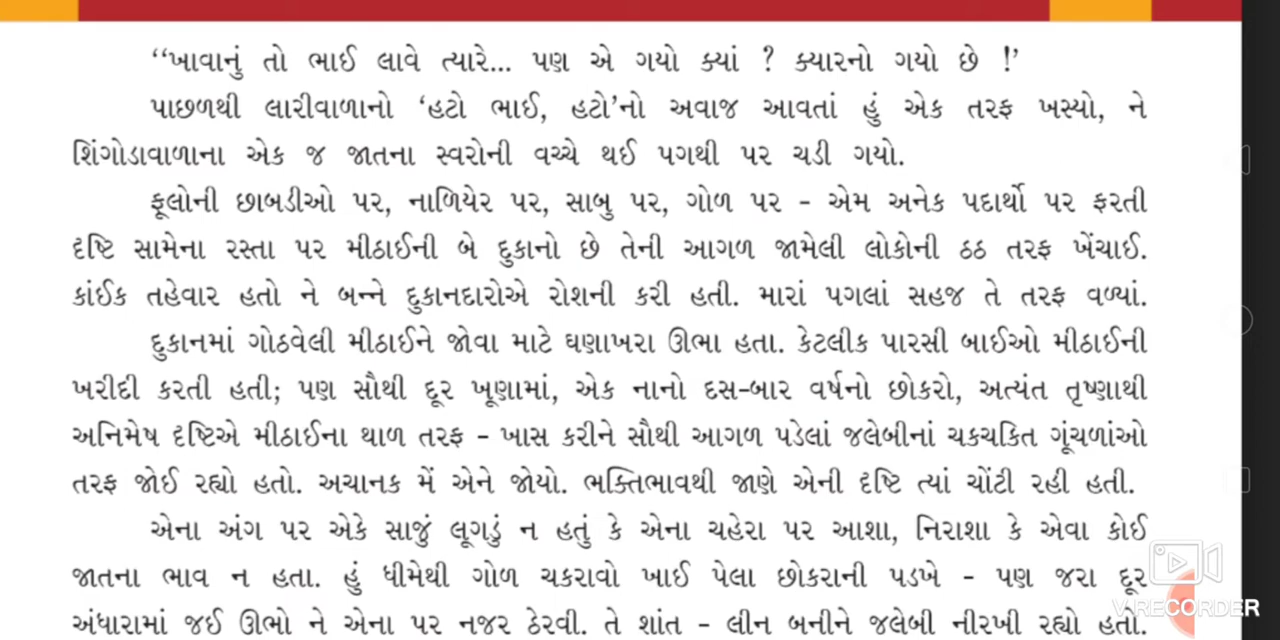 “ખાવાનું તો ભાઈ લાવે ત્યારે... પણ એ ગયો ક્યાં ? ક્યારનો ગયો છે !’
પાછળથી લારીવાળાનો ‘હટો ભાઈ, હટો’નો અવાજ આવતાં હું એક તરફ ખસ્યો, ને
શિંગોડાવાળાના એક જ જાતના સ્વરોની વચ્ચે થઈ પગથી પર ચડી ગયો.
ફૂલોની છાબડીઓ પર, નાળિયેર પર, સાબુ પર, ગોળ પર - એમ અનેક પદાર્થો પર ફરતી
દૃષ્ટિ સામેના રસ્તા પર મીઠાઈની બે દુકાનો છે તેની આગળ જામેલી લોકોની ઠઠ તરફ ખેંચાઈ.
કાંઈક તહેવાર હતો ને બન્ને દુકાનદારોએ રોશની કરી હતી. મારાં પગલાં સહજ તે તરફ વળ્યાં.
દુકાનમાં ગોઠવેલી મીઠાઈને જોવા માટે ઘણાખરા ઊભા હતા. કેટલીક પારસી બાઈઓ મીઠાઈની
ખરીદી કરતી હતી; પણ સૌથી દૂર ખૂણામાં, એક નાનો દસ-બાર વર્ષનો છોકરો, અત્યંત તૃષ્ણાથી
અનિમેષ દૃષ્ટિએ મીઠાઈના થાળ તરફ - ખાસ કરીને સૌથી આગળ પડેલાં જલેબીનાં ચકચકિત ગૂંચળાંઓ
તરફ જોઈ રહ્યો હતો. અચાનક મેં એને જોયો. ભક્તિભાવથી જાણે એની દૃષ્ટિ ત્યાં ચોંટી રહી હતી.
એના અંગ પર એકે સાજું લૂગડું ન હતું કે એના ચહેરા પર આશા, નિરાશા કે એવા કોઈ
જાતના ભાવ ન હતા. હું ધીમેથી ગોળ ચકરાવો ખાઈ પેલા છોકરાની પડખે - પણ જરા દૂર
અંધારામાં જઈ ઊભો ને એના પર નજર ઠેરવી. તે શાંત - લીન બનીને જલેબી નીરખી રહ્યો હતો.
V RECORDER